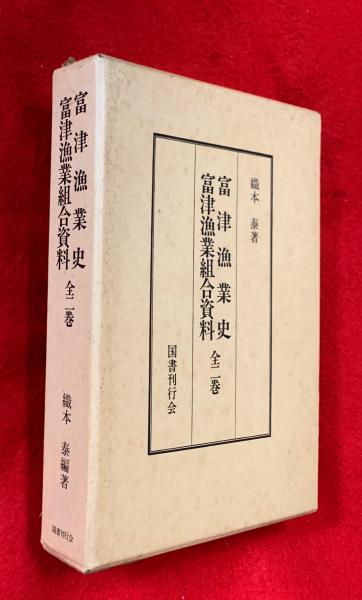 富津漁業史
富津漁業組合資料
全二巻
織本 泰編著
国書刊行会
織本 泰著
富津漁業史
富津漁業組合資料
全二巻
国書刊行会